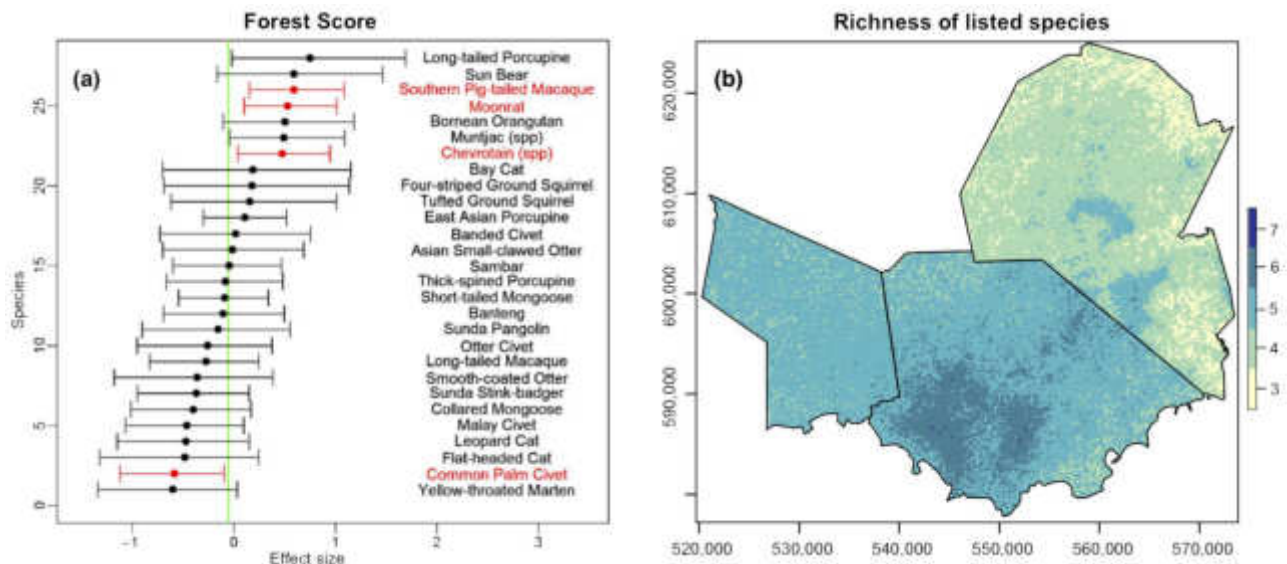 Forest Score
(a)
Long-tailed Porcupine
Sun Bear
Southern Pig-tailed Macaque
Moonrat
Bornean Orangutan
Muntjac (spp)
Chevrotain (spp)
Bay Cat
Four-striped Ground Squirrel
Tufted Ground Squirrel
East Asian Porcupine
Banded Civet
Asian Small-clawed Otter
Sambar
Thick-spined Porcupine
Short-tailed Mongoose
Banteng
Sunda Pangolin
Otter Civet
Long-tailed Macaque
Smooth-coated Otter
Sunda Stink-badger
Collared Mongoose
Malay Civet
Leopard Cat
Flat-headed Cat
Common Palm Civet
Yellow-throated Marten
Species
0 5 10 15 20 25
-1 0 1 2 3
Effect size
Richness of listed species
(b)
620,000
610,000
600,000
590,000
520,000 530,000 540,000 550,000 560,000 570,000
7
6
5
4
3